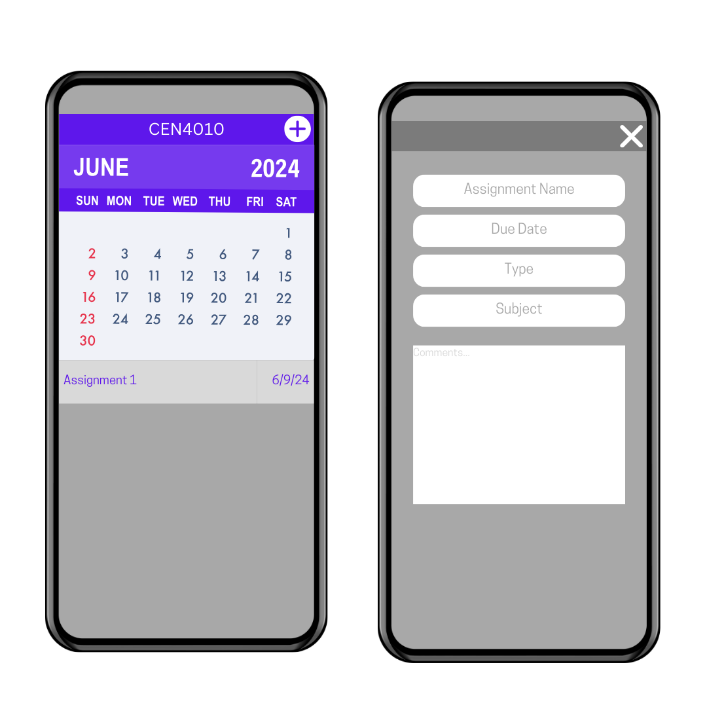 CEN4010
JUNE 2024
SUN MON TUE WED THU FRI SAT
1
2 3 4 5 6 7 8
9 10 11 12 13 14 15
16 17 18 19 20 21 22
23 24 25 26 27 28 29
30
Assignment 1 6/9/24
Assignment Name
Due Date
Type
Subject
Comments...